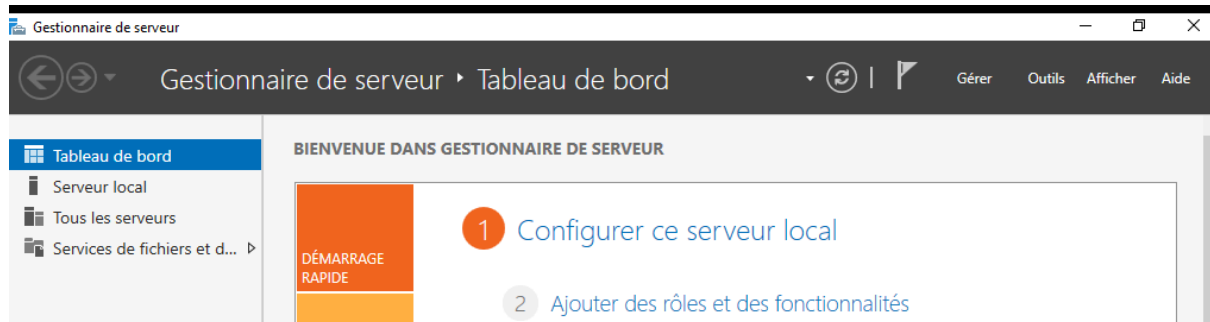 Gestionnaire de serveur
Gestionnaire de serveur ‣ Tableau de bord
Gérer Outils Afficher Aide
Tableau de bord
Serveur local
Tous les serveurs
Services de fichiers et d...
BIENVENUE DANS GESTIONNAIRE DE SERVEUR
DÉMARRAGE
RAPIDE
1 Configurer ce serveur local
2 Ajouter des rôles et des fonctionnalités